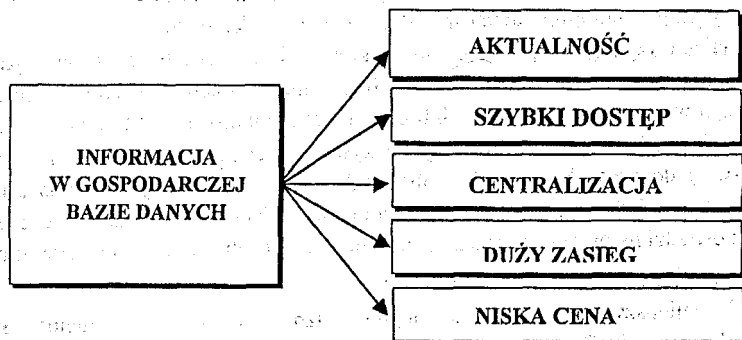 INFORMACJA
W GOSPODARCZEJ
BAZIE DANYCH
AKTUALNOŚĆ
SZYBKI DOSTĘP
CENTRALIZACJA
DUŻY ZASIĘG
NISKA CENA